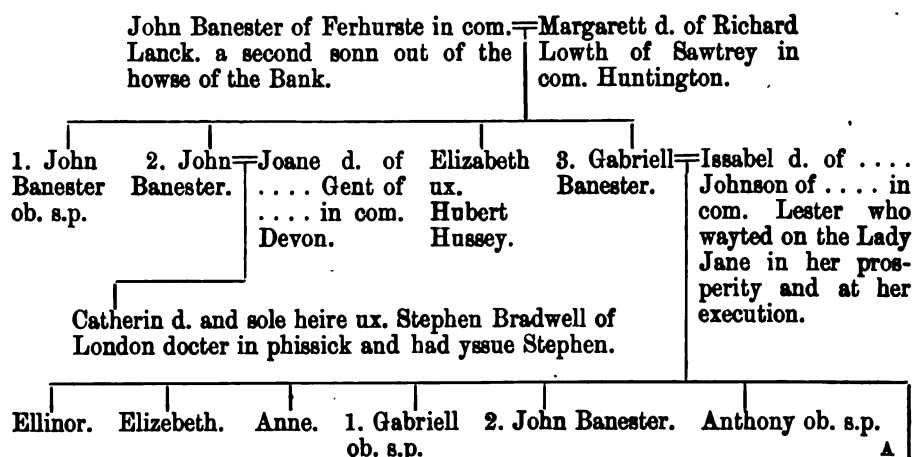 John Banester of Ferhurste in com.
Lanck. a second sonn out of the
howse of the Bank.
Margarett d. of Richard
Lowth of Sawtrey in
com. Huntington.
1. John
Banester
ob. s.p.
2. John
Banester.
Joane d. of
.... Gent of
.... in com.
Devon.
Elizabeth
ux.
Hubert
Hussey.
3. Gabriell
Banester.
Issabel d. of ....
Johnson of .... in
com. Lester who
wayted on the Lady
Jane in her pros-
perity and at her
execution.
Catherin d. and sole heire ux. Stephen Bradwell of
London docter in phissick and had yssue Stephen.
Ellinor.
Elizebeth.
Anne.
1. Gabriell
ob. s.p.
2. John Banester.
Anthony ob. s.p.
A